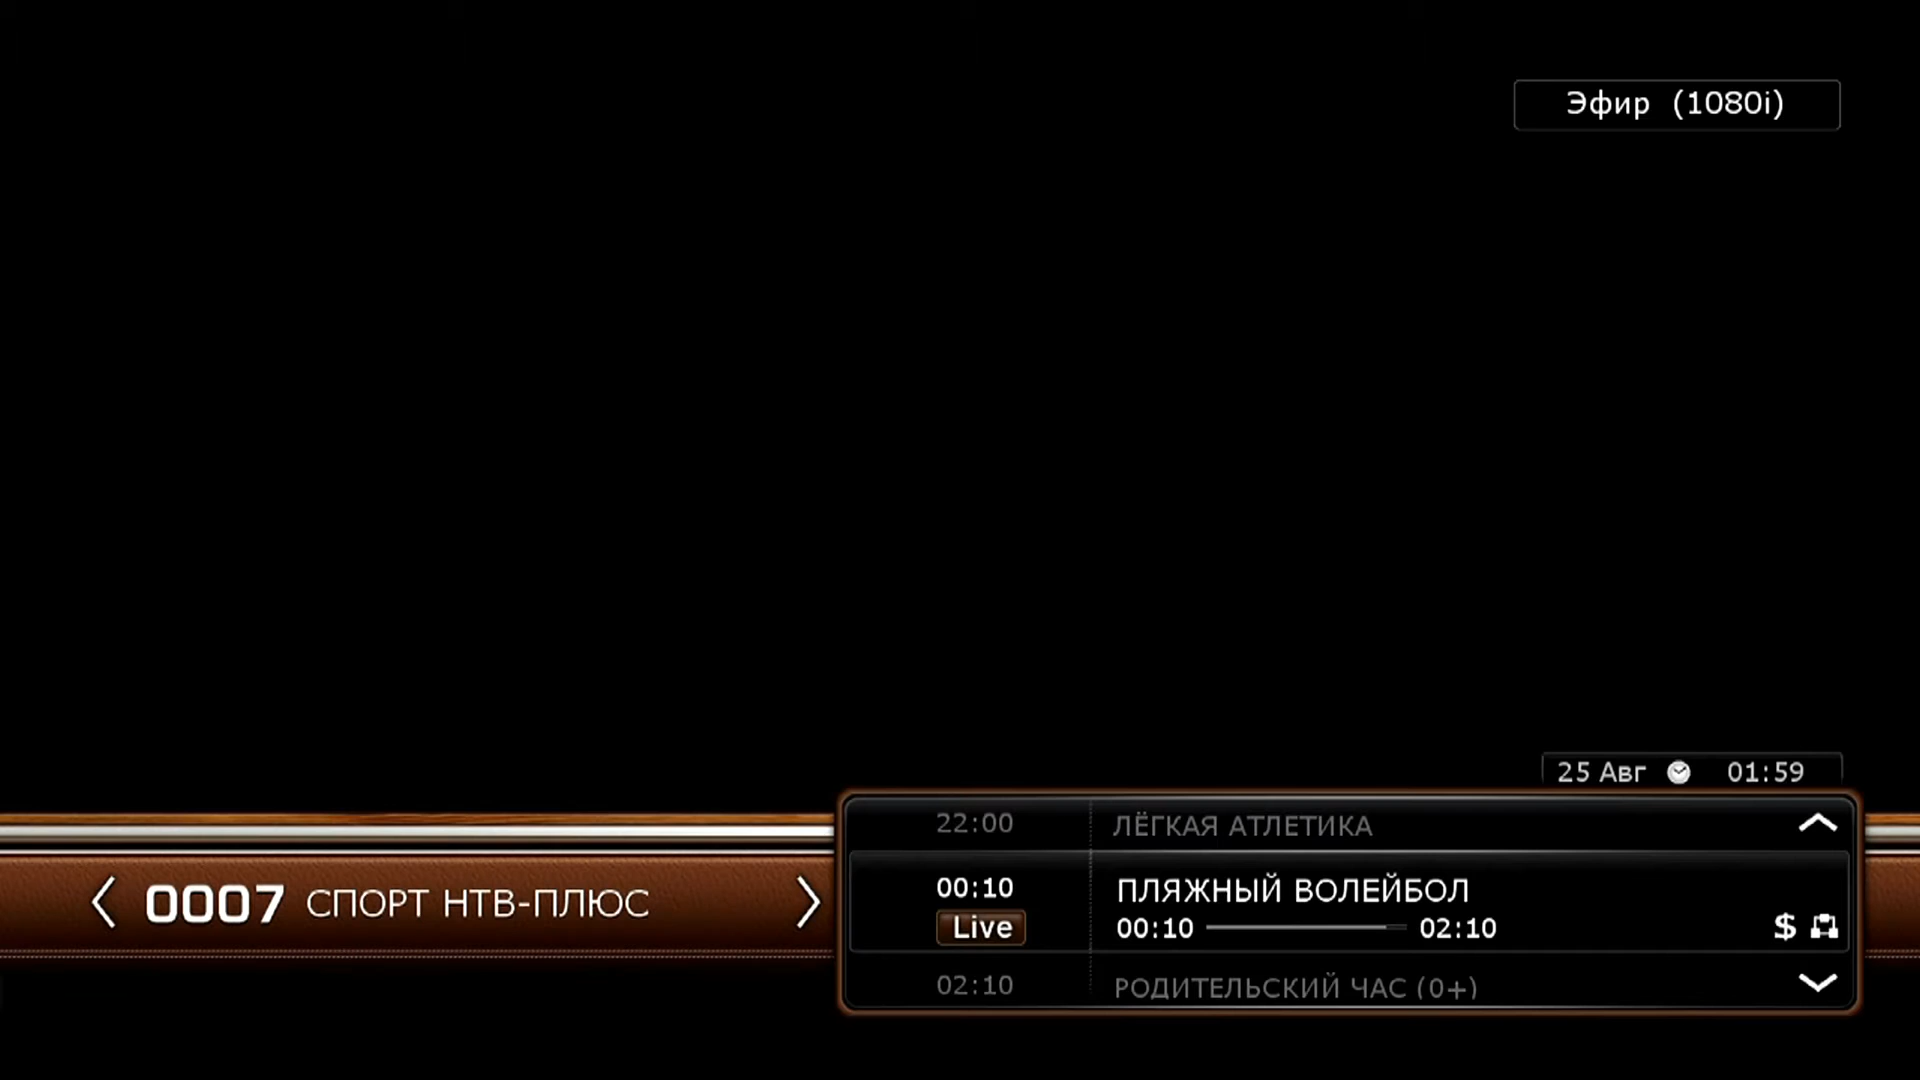 Эфир (1080i)
25 Авг 01:59
22:00 ЛЁГКАЯ АТЛЕТИКА
0007 СПОРТ НТВ-ПЛЮС
00:10 ПЛЯЖНЫЙ ВОЛЕЙБОЛ
Live 00:10 02:10 $
02:10 РОДИТЕЛЬСКИЙ ЧАС (0+)